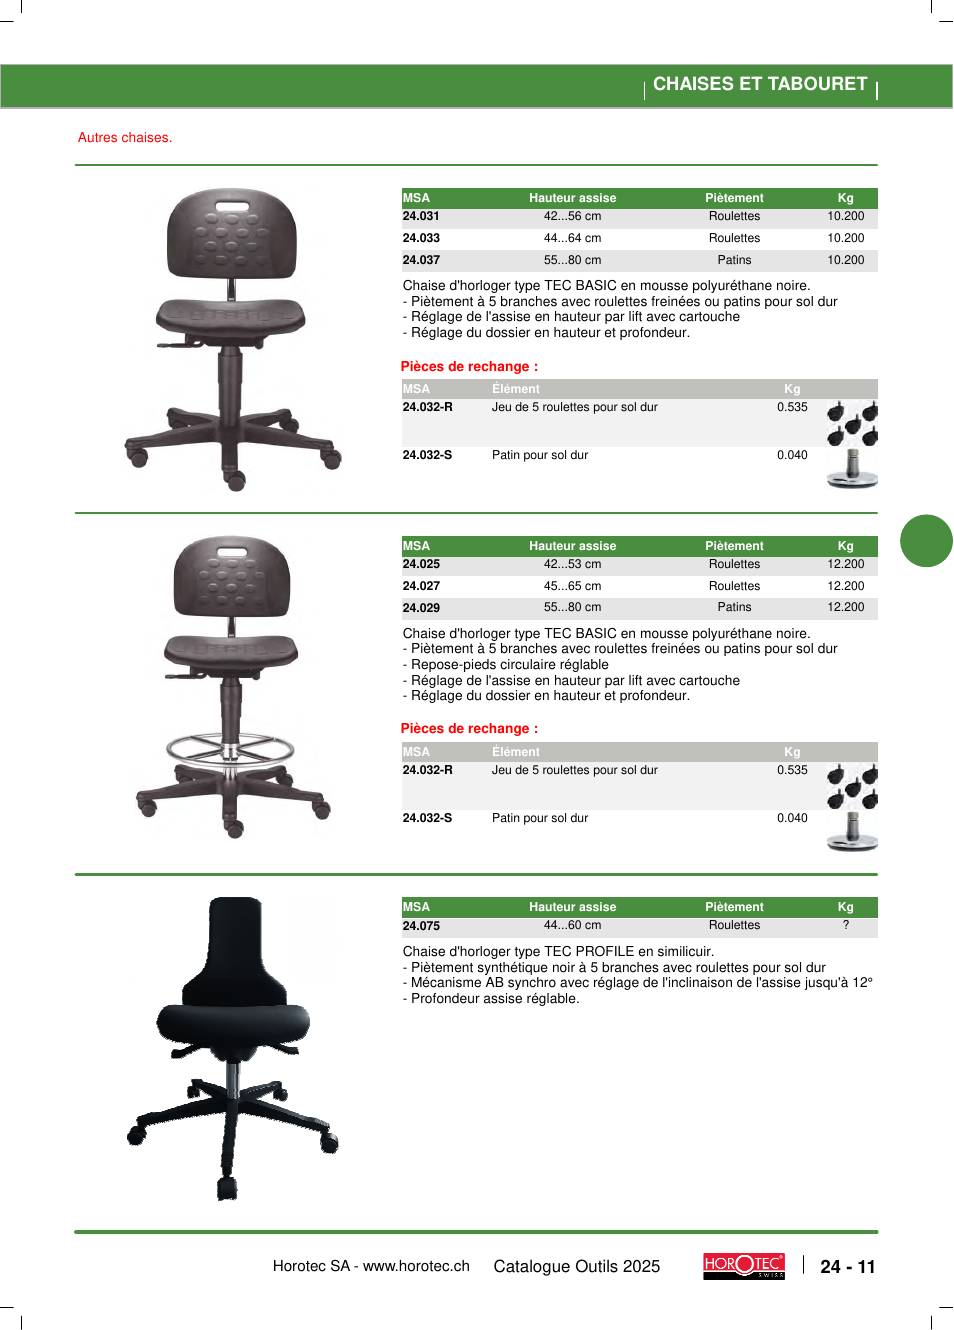 CHAISES ET TABOURET
Autres chaises.
MSA Hauteur assise Piètement Kg
24.031 42...56 cm Roulettes 10.200
24.033 44...64 cm Roulettes 10.200
24.037 55...80 cm Patins 10.200
Chaise d'horloger type TEC BASIC en mousse polyuréthane noire.
- Piètement à 5 branches avec roulettes freinées ou patins pour sol dur
- Réglage de l'assise en hauteur par lift avec cartouche
- Réglage du dossier en hauteur et profondeur.
Pièces de rechange :
MSA Élément Kg
24.032-R Jeu de 5 roulettes pour sol dur 0.535
24.032-S Patin pour sol dur 0.040
MSA Hauteur assise Piètement Kg
24.025 42...53 cm Roulettes 12.200
24.027 45...65 cm Roulettes 12.200
24.029 55...80 cm Patins 12.200
Chaise d'horloger type TEC BASIC en mousse polyuréthane noire.
- Piètement à 5 branches avec roulettes freinées ou patins pour sol dur
- Repose-pieds circulaire réglable
- Réglage de l'assise en hauteur par lift avec cartouche
- Réglage du dossier en hauteur et profondeur.
Pièces de rechange :
MSA Élément Kg
24.032-R Jeu de 5 roulettes pour sol dur 0.535
24.032-S Patin pour sol dur 0.040
MSA Hauteur assise Piètement Kg
24.075 44...60 cm Roulettes ?
Chaise d'horloger type TEC PROFILE en similicuir.
- Piètement synthétique noir à 5 branches avec roulettes pour sol dur
- Mécanisme AB synchro avec réglage de l'inclinaison de l'assise jusqu'à 12°
- Profondeur assise réglable.
Horotec SA - www.horotec.ch Catalogue Outils 2025 HOROTEC® SWISS 24 - 11